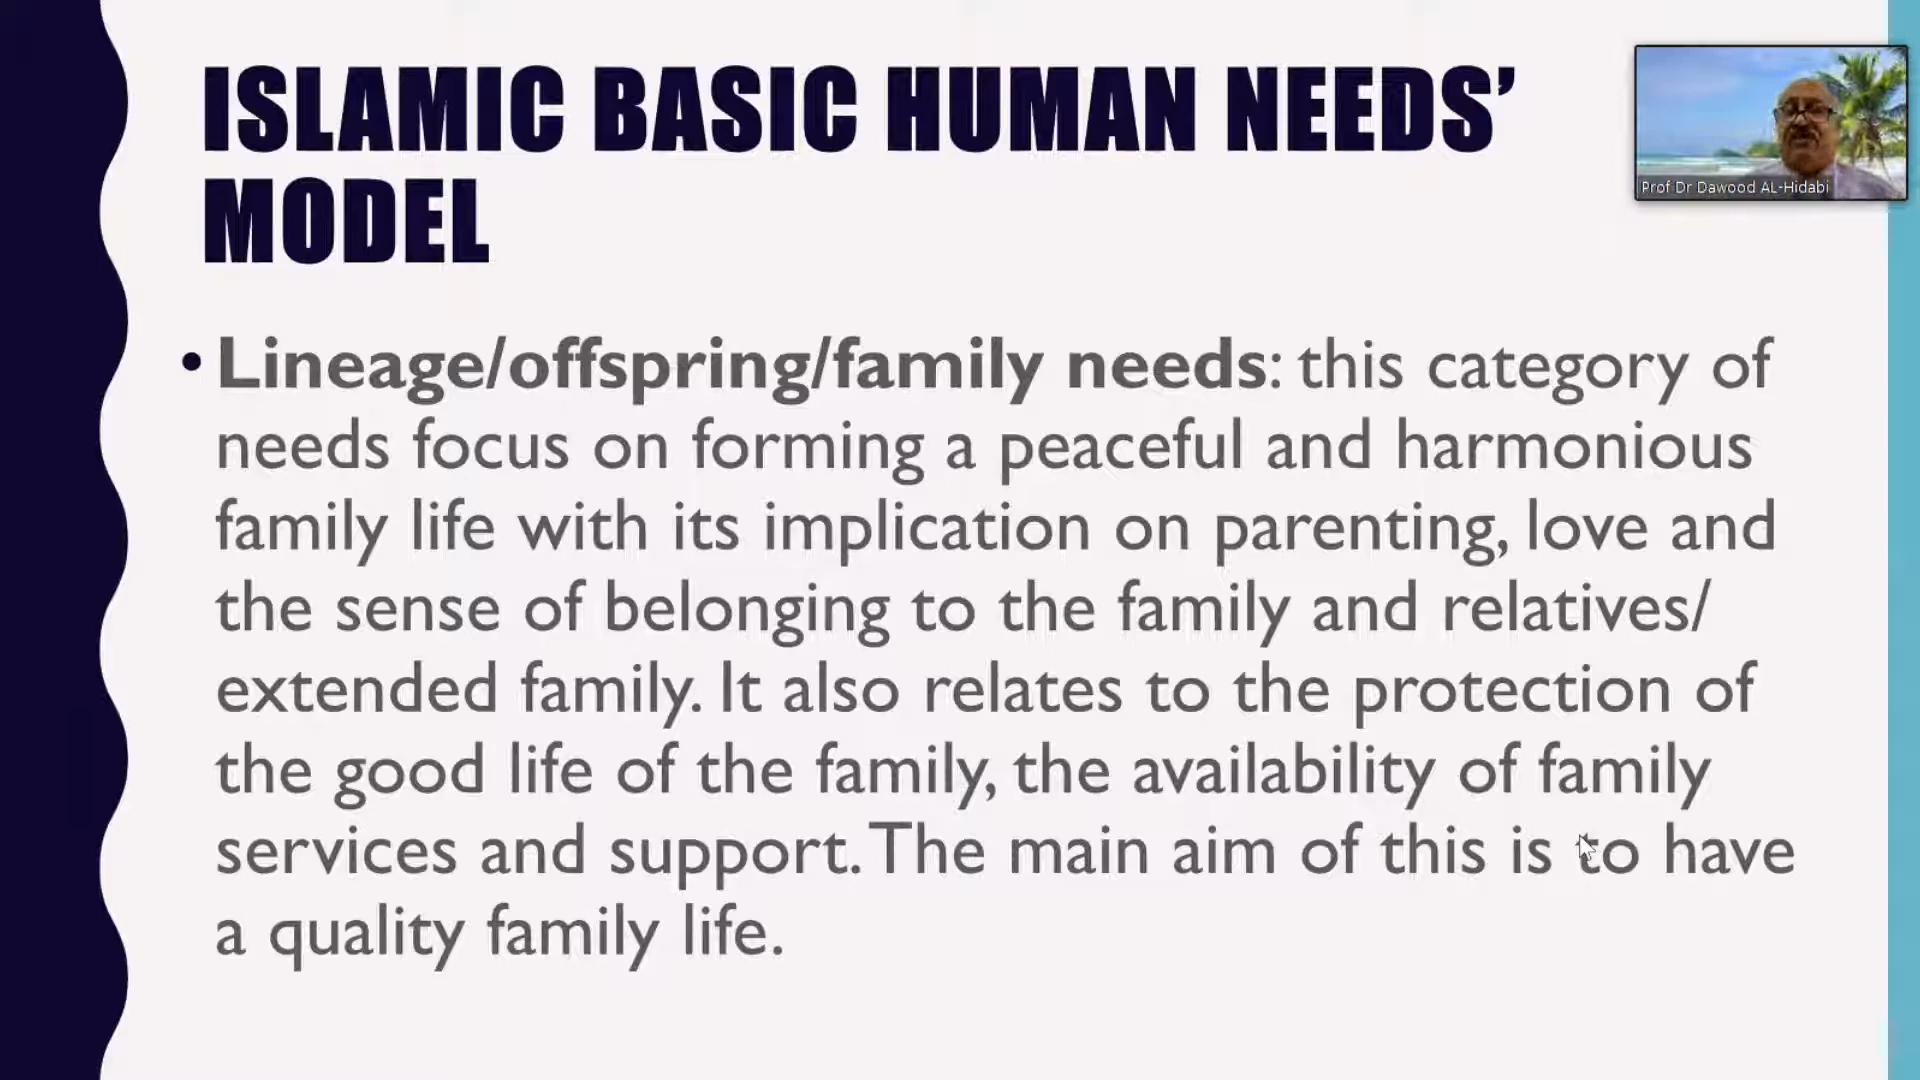 ISLAMIC BASIC HUMAN NEEDS’
MODEL
Prof Dr Dawood AL-Hidabi
• Lineage/offspring/family needs: this category of
needs focus on forming a peaceful and harmonious
family life with its implication on parenting, love and
the sense of belonging to the family and relatives/
extended family. It also relates to the protection of
the good life of the family, the availability of family
services and support. The main aim of this is to have
a quality family life.